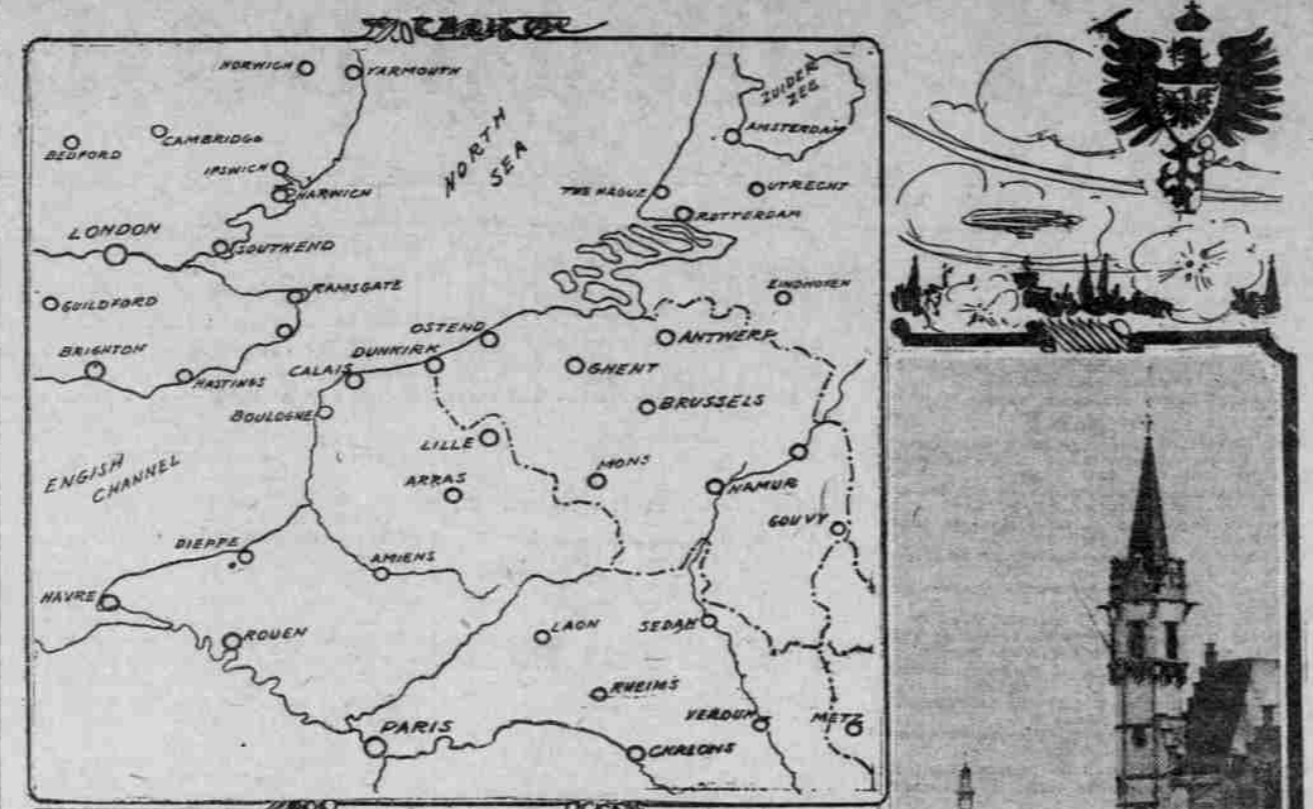 NORWICH
YARMOUTH
ZUIDER
ZEE
BEDFORD
CAMBRIDGO
AMSTERDAM
IPSWICH
HARWICH
NORTH
SEA
THE HAGUE
UTRECHT
ROTTERDAM
LONDON
SOUTHEND
GUILDFORD
RAMSGATE
EINDHOVEN
OSTEND
ANTWERP
BRIGHTON
HASTINGS
DUNKIRK
CALAIS
GHENT
BOULOGNE
BRUSSELS
LILLE
ENGISH
CHANNEL
ARRAS
MONS
NAMUR
GOUVY
DIEPPE
AMIENS
HAVRE
ROUEN
LAON
SEDAN
RHEIMS
PARIS
VERDUN
METZ
CHALONS